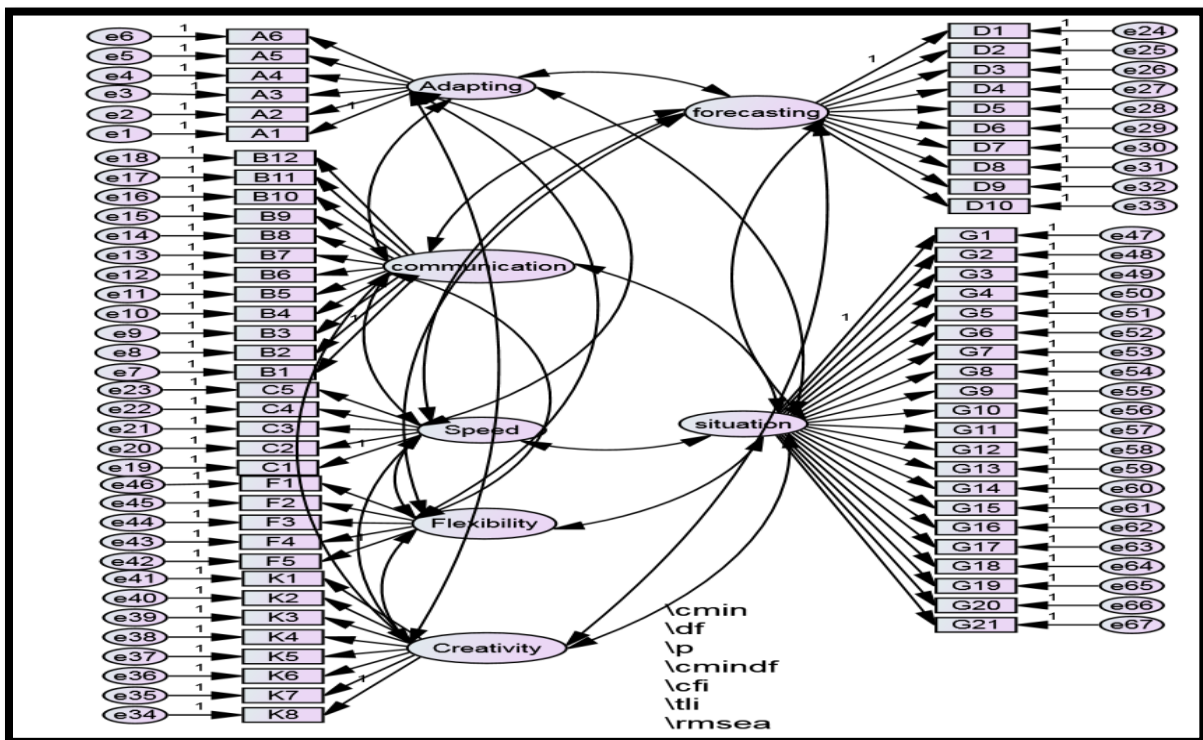 e6 1 A6
e5 1 A5
e4 1 A4
e3 1 A3
e2 1 A2 1
e1 1 A1
Adapting
e18 1 B12
e17 1 B11
e16 1 B10
e15 1 B9
e14 1 B8
e13 1 B7
e12 1 B6
e11 1 B5
e10 1 B4
e9 1 B3
e8 1 B2
e7 1 B1
communication
1
e23 1 C5
e22 1 C4
e21 1 C3
e20 1 C2 1
e19 1 C1
Speed
e46 1 F1
e45 1 F2
e44 1 F3
e43 1 F4 1
e42 1 F5
Flexibility
e41 1 K1
e40 1 K2
e39 1 K3
e38 1 K4
e37 1 K5
e36 1 K6
e35 1 K7 1
e34 1 K8
Creativity
forecasting
1
D1 1 e24
D2 1 e25
D3 1 e26
D4 1 e27
D5 1 e28
D6 1 e29
D7 1 e30
D8 1 e31
D9 1 e32
D10 1 e33
situation
1
G1 1 e47
G2 1 e48
G3 1 e49
G4 1 e50
G5 1 e51
G6 1 e52
G7 1 e53
G8 1 e54
G9 1 e55
G10 1 e56
G11 1 e57
G12 1 e58
G13 1 e59
G14 1 e60
G15 1 e61
G16 1 e62
G17 1 e63
G18 1 e64
G19 1 e65
G20 1 e66
G21 1 e67
\cmin
\df
\p
\cmindf
\cfi
\tli
\rmsea